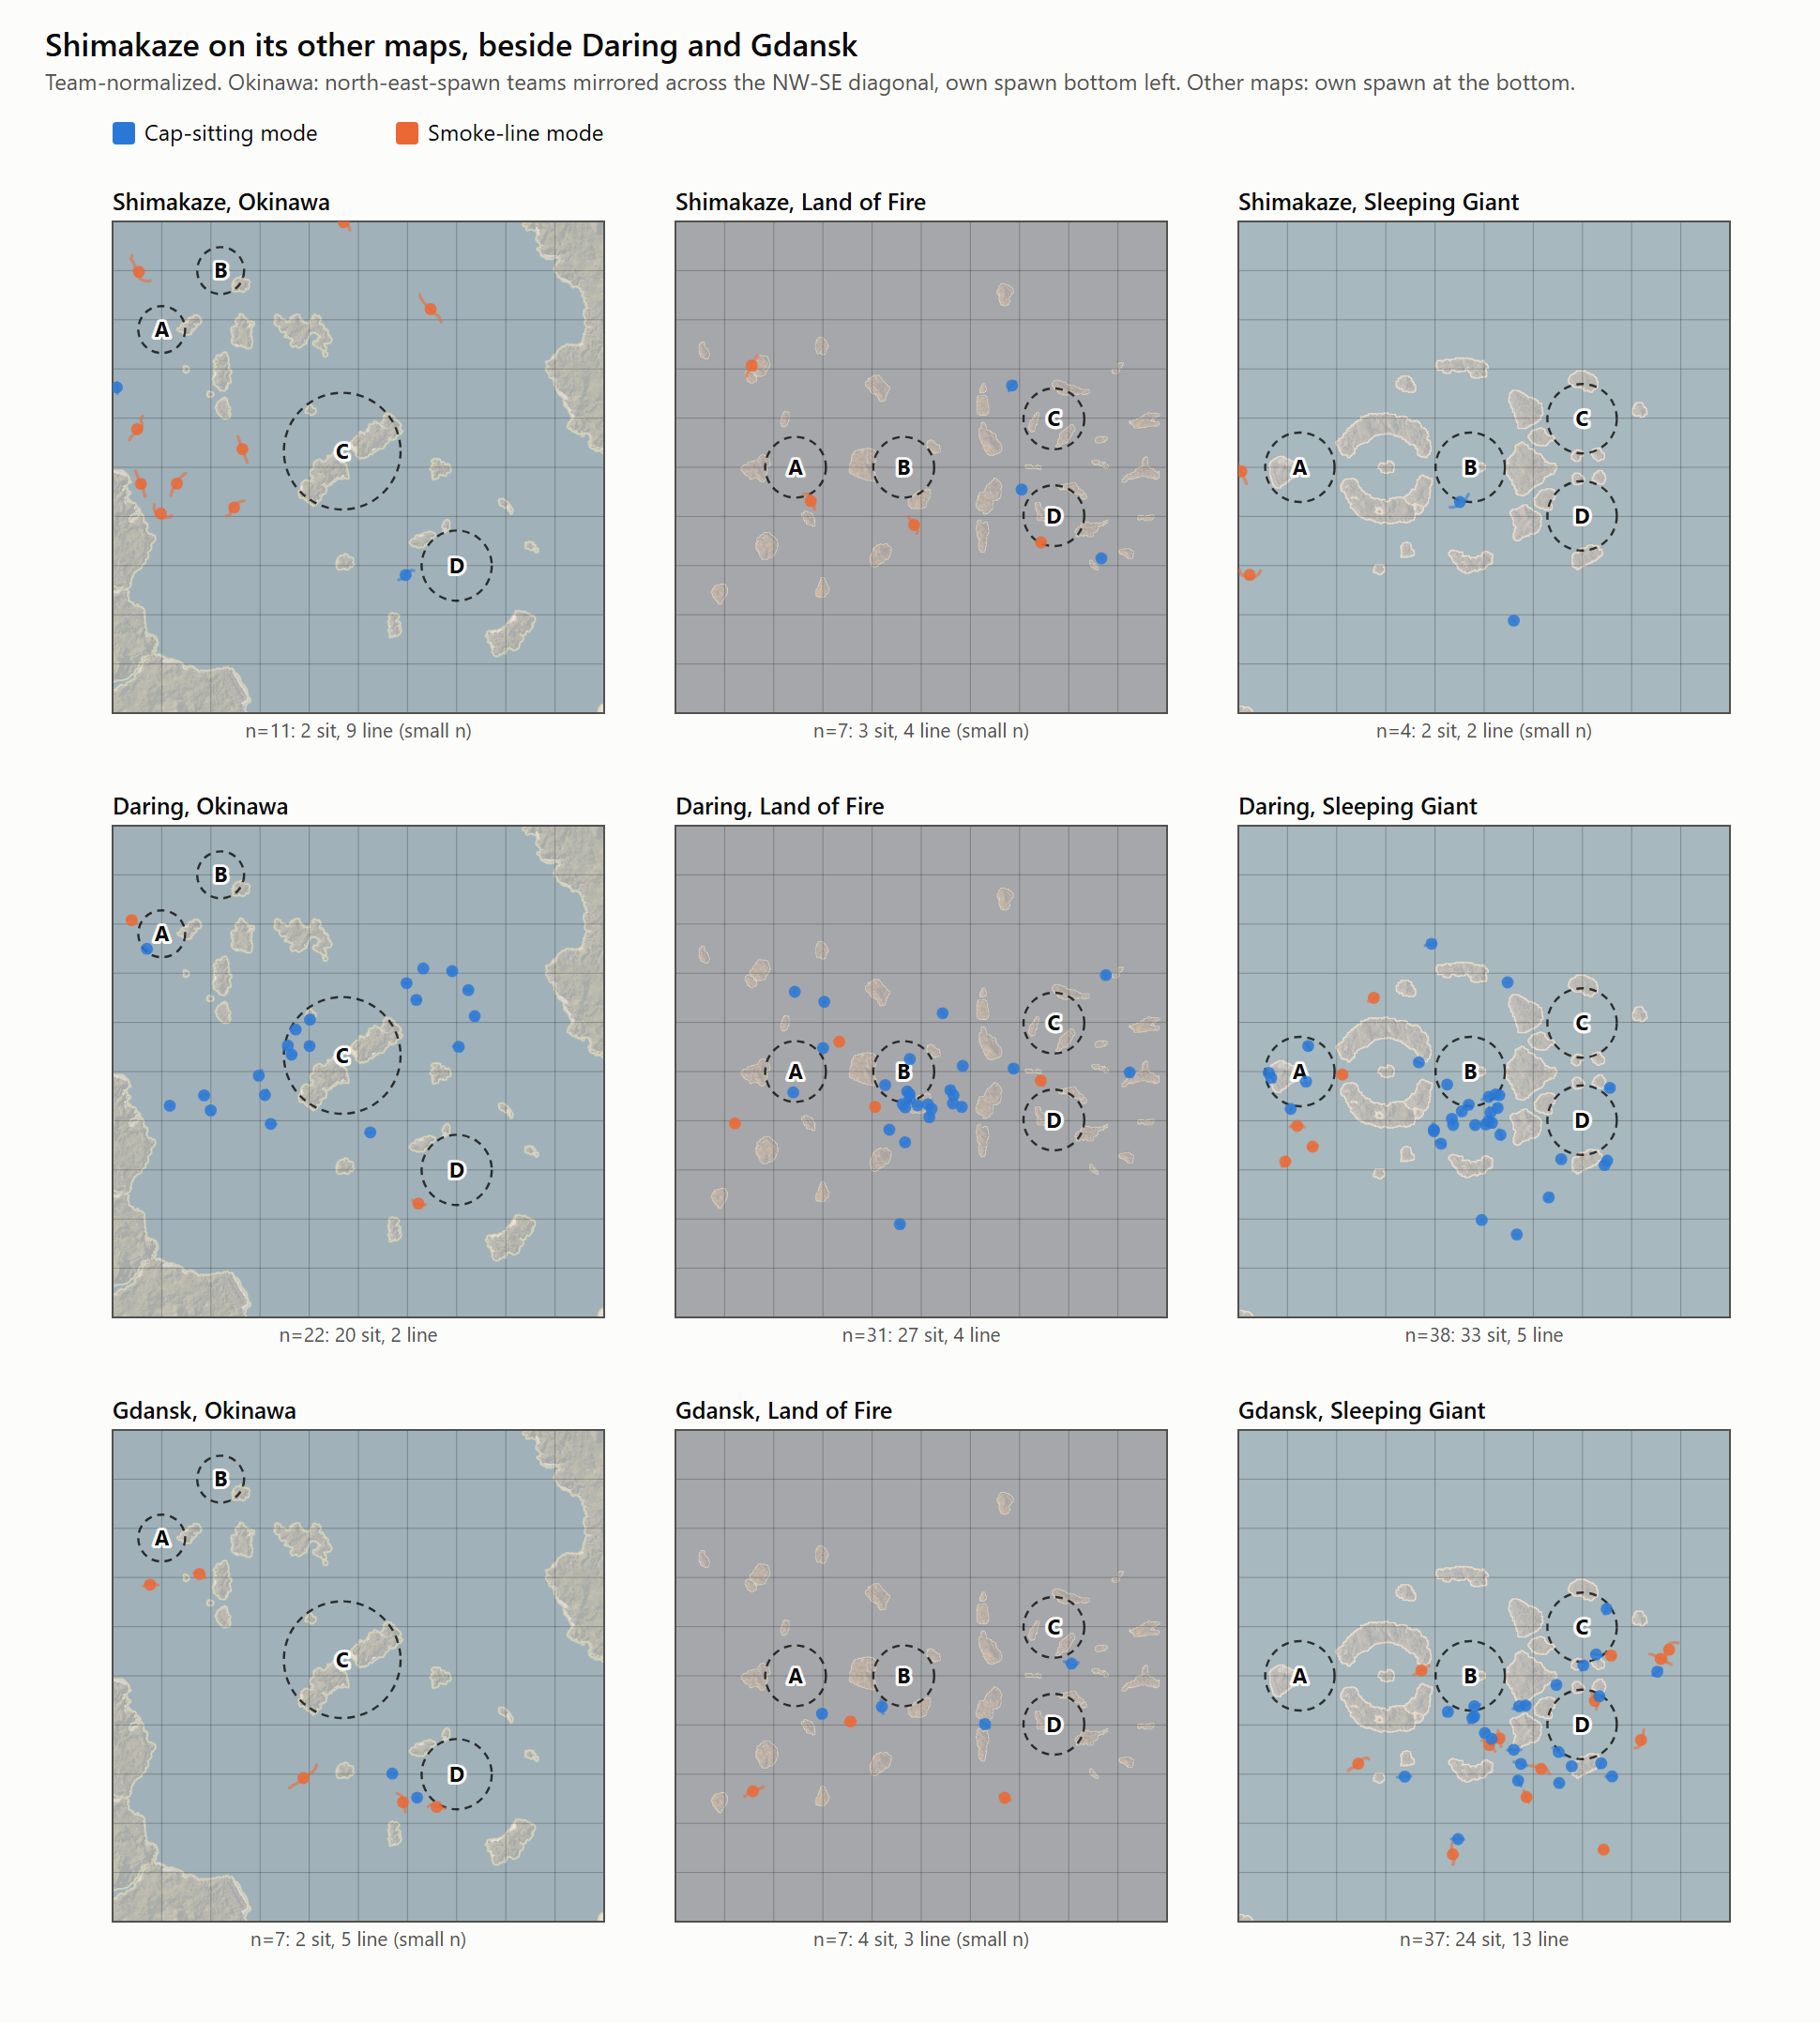 Shimakaze on its other maps, beside Daring and Gdansk
Team-normalized. Okinawa: north-east-spawn teams mirrored across the NW-SE diagonal, own spawn bottom left. Other maps: own spawn at the bottom.
Cap-sitting mode
Smoke-line mode
Shimakaze, Okinawa
B
A
C
D
n=11: 2 sit, 9 line (small n)
Shimakaze, Land of Fire
C
A
B
D
n=7: 3 sit, 4 line (small n)
Shimakaze, Sleeping Giant
C
A
B
D
n=4: 2 sit, 2 line (small n)
Daring, Okinawa
B
A
C
D
n=22: 20 sit, 2 line
Daring, Land of Fire
C
A
B
D
n=31: 27 sit, 4 line
Daring, Sleeping Giant
C
A
B
D
n=38: 33 sit, 5 line
Gdansk, Okinawa
B
A
C
D
n=7: 2 sit, 5 line (small n)
Gdansk, Land of Fire
C
A
B
D
n=7: 4 sit, 3 line (small n)
Gdansk, Sleeping Giant
C
A
B
D
n=37: 24 sit, 13 line